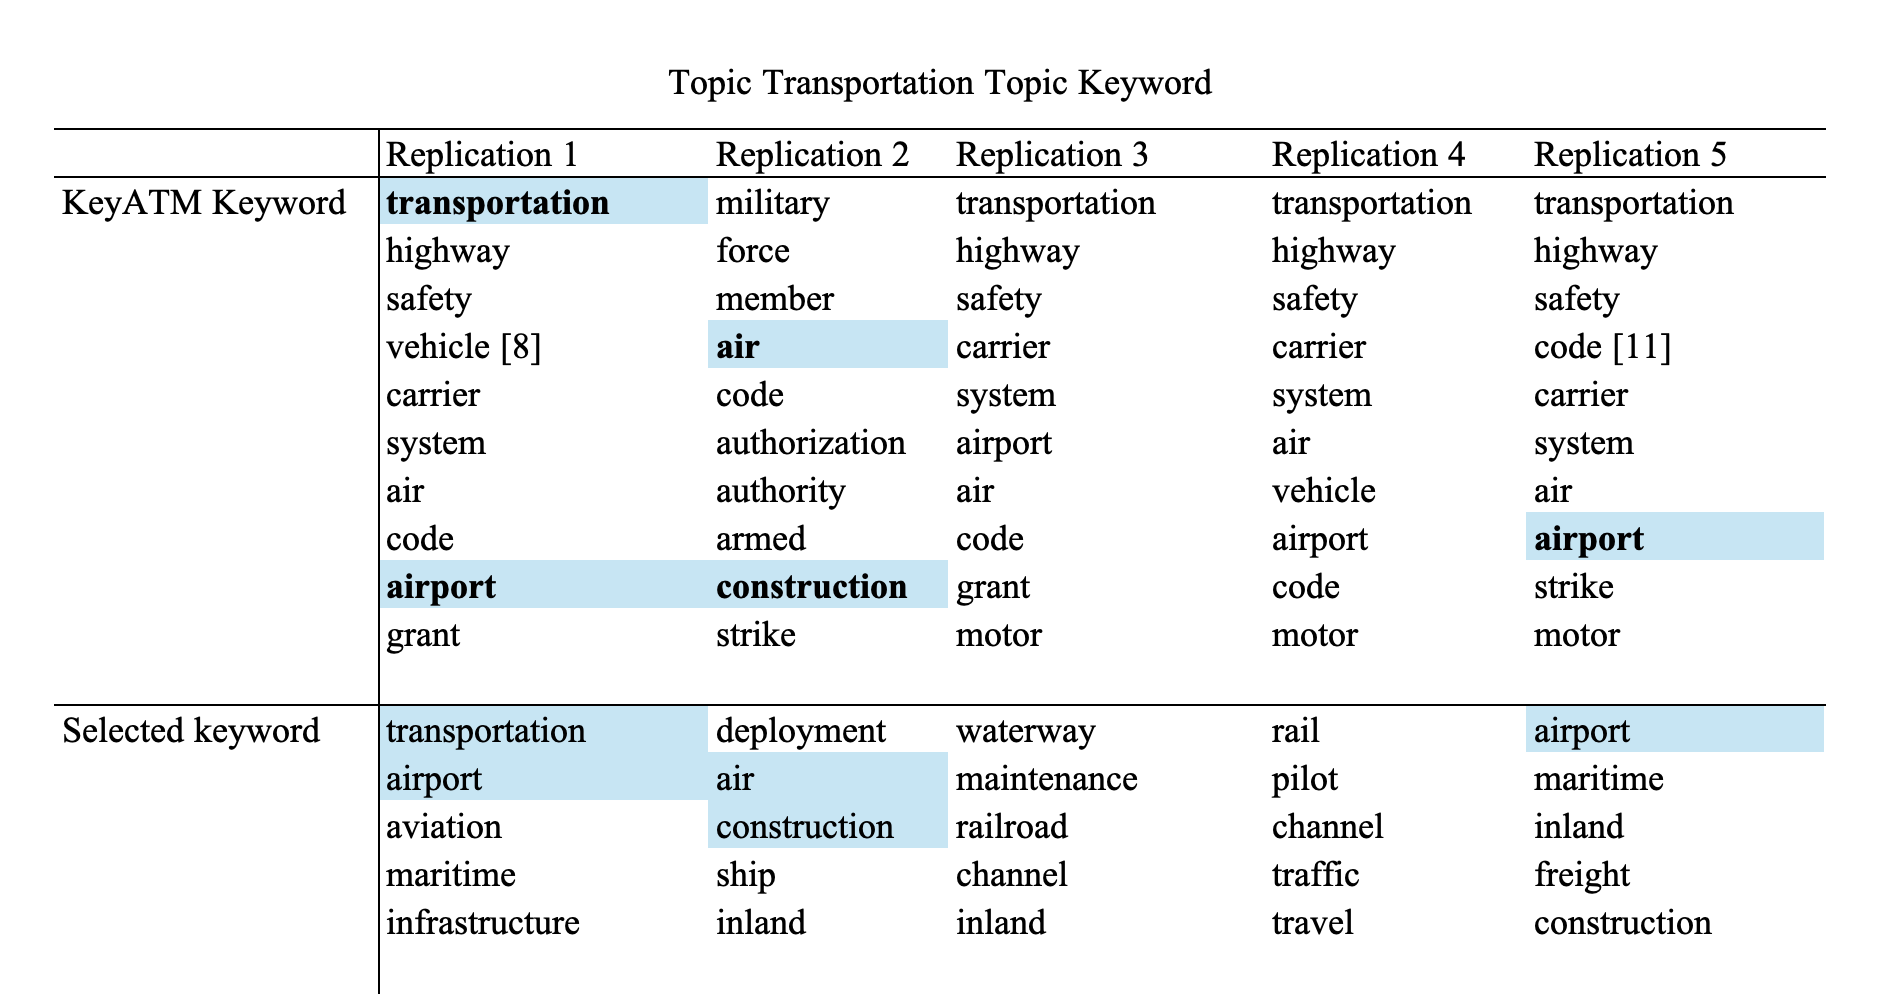 Topic Transportation Topic Keyword
Replication 1 Replication 2 Replication 3 Replication 4 Replication 5
KeyATM Keyword transportation military transportation transportation transportation
highway force highway highway highway
safety member safety safety safety
vehicle [8] air carrier carrier code [11]
carrier code system system carrier
system authorization airport air system
air authority air vehicle air
code armed code airport airport
airport construction grant code strike
grant strike motor motor motor
Selected keyword transportation deployment waterway rail airport
airport air maintenance pilot maritime
aviation construction railroad channel inland
maritime ship channel traffic freight
infrastructure inland inland travel construction